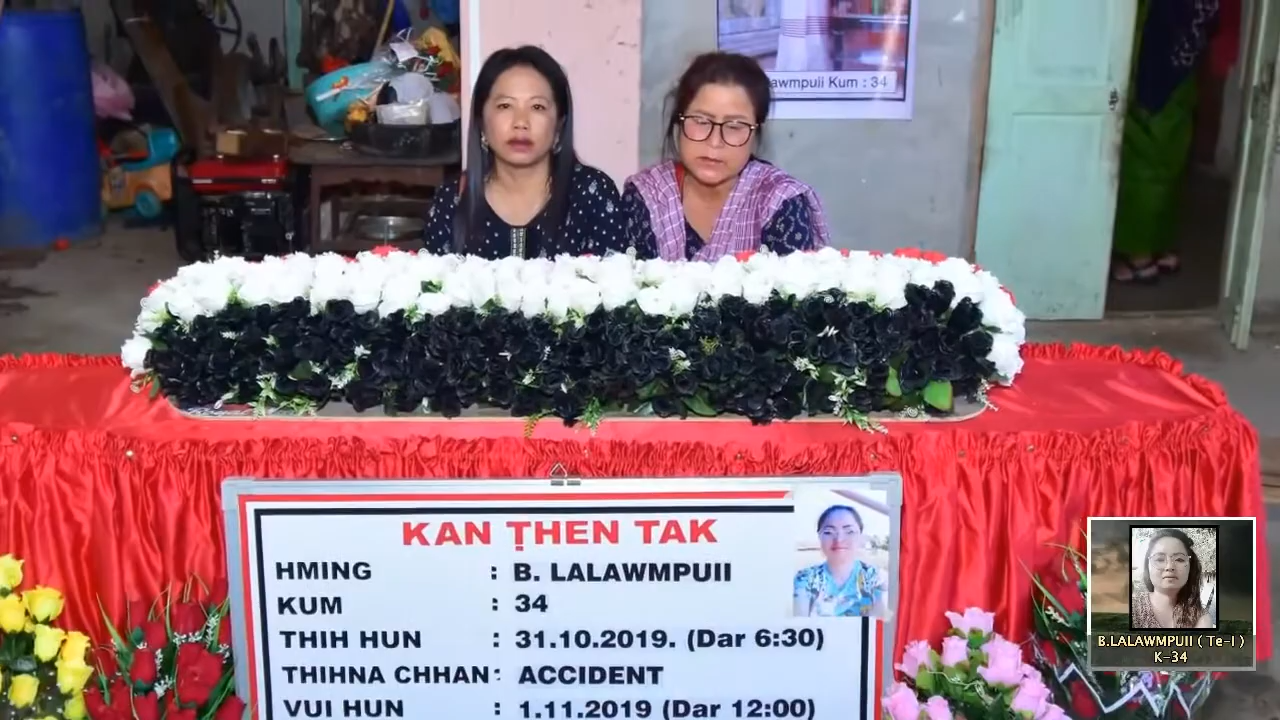 awmpuii Kum : 34
KAN ṬHEN TAK
HMING : B. LALAWMPUII
KUM : 34
THIH HUN : 31.10.2019. (Dar 6:30)
THIHNA CHHAN : ACCIDENT
VUI HUN : 1.11.2019 (Dar 12:00)
B.LALAWMPUII ( Te-I )
K-34